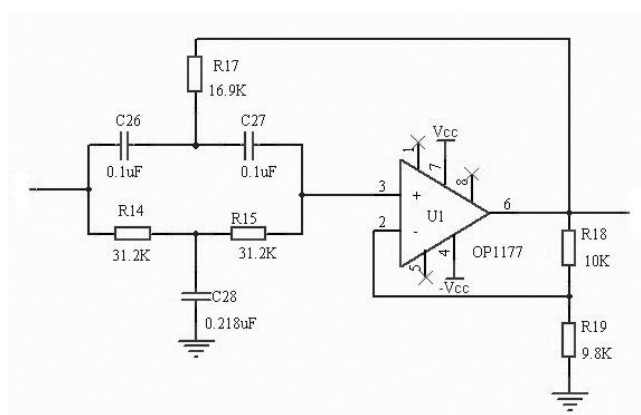 R17
16.9K
C26
C27
0.1uF
0.1uF
Vcc
1
7
8
3
6
+
U1
2
-
R14
R15
31.2K
31.2K
5
4
OP1177
-Vcc
R18
10K
C28
0.218uF
R19
9.8K